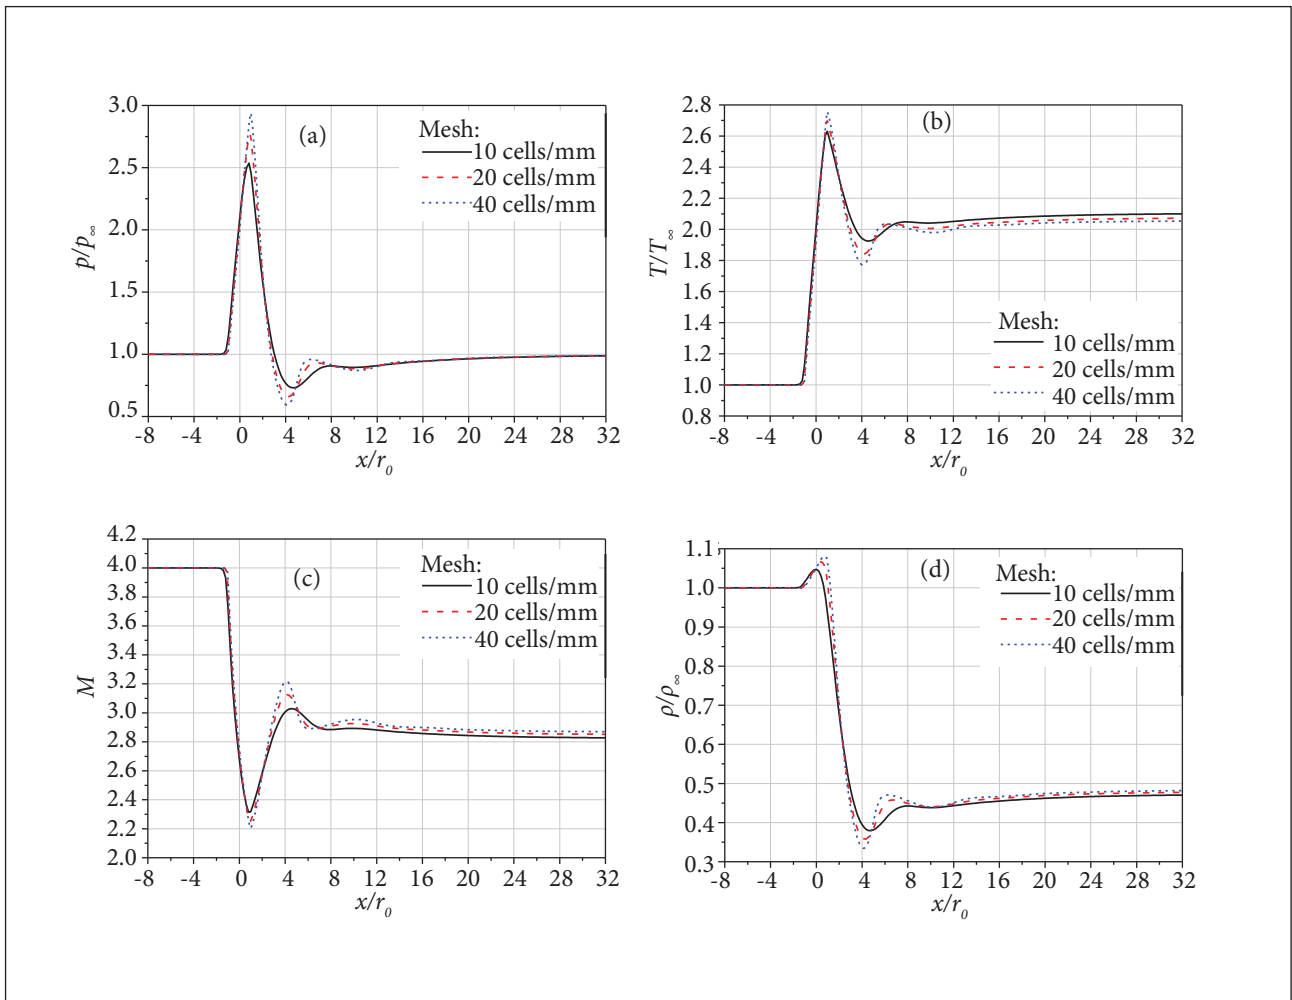 (a)
Mesh:
10 cells/mm
20 cells/mm
40 cells/mm
3.0
2.5
2.0
1.5
1.0
0.5
p/p∞
-8 -4 0 4 8 12 16 20 24 28 32
x/r0
(b)
2.8
2.6
2.4
2.2
2.0
1.8
1.6
1.4
1.2
1.0
0.8
T/T∞
Mesh:
10 cells/mm
20 cells/mm
40 cells/mm
-8 -4 0 4 8 12 16 20 24 28 32
x/r0
(c)
Mesh:
10 cells/mm
20 cells/mm
40 cells/mm
4.2
4.0
3.8
3.6
3.4
3.2
3.0
2.8
2.6
2.4
2.2
2.0
M
-8 -4 0 4 8 12 16 20 24 28 32
x/r0
(d)
Mesh:
10 cells/mm
20 cells/mm
40 cells/mm
1.1
1.0
0.9
0.8
0.7
0.6
0.5
0.4
0.3
ρ/ρ∞
-8 -4 0 4 8 12 16 20 24 28 32
x/r0